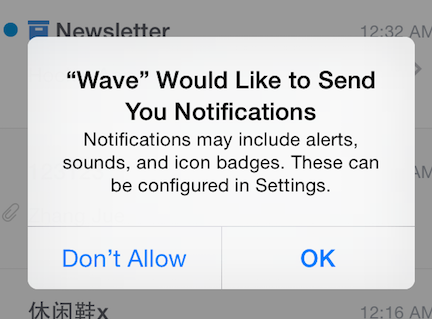 Newsletter
12:32 AM
“Wave” Would Like to Send
You Notifications
Notifications may include alerts,
sounds, and icon badges. These can
be configured in Settings.
Don’t Allow
OK
休闲鞋x
12:16 AM